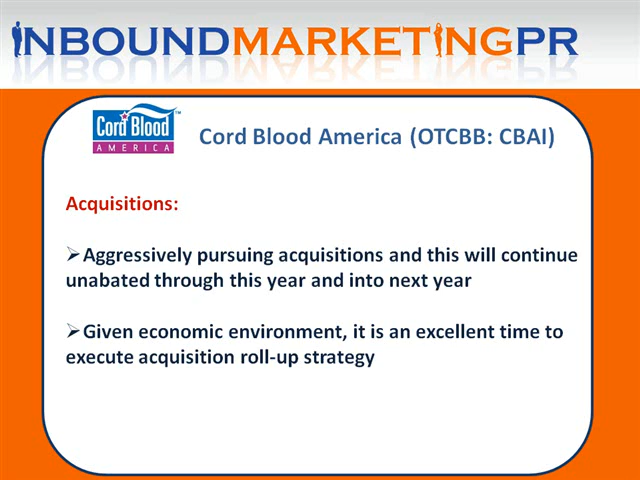 INBOUNDMARKETINGPR
Cord Blood
AMERICA
Cord Blood America (OTCBB: CBAI)
Acquisitions:
➢Aggressively pursuing acquisitions and this will continue
unabated through this year and into next year
➢Given economic environment, it is an excellent time to
execute acquisition roll-up strategy